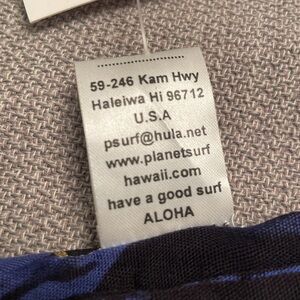 59-246 Kam Hwy
Haleiwa Hi 96712
U.S.A
psurf@hula.net
www.planetsurf
hawaii.com
have a good surf
ALOHA